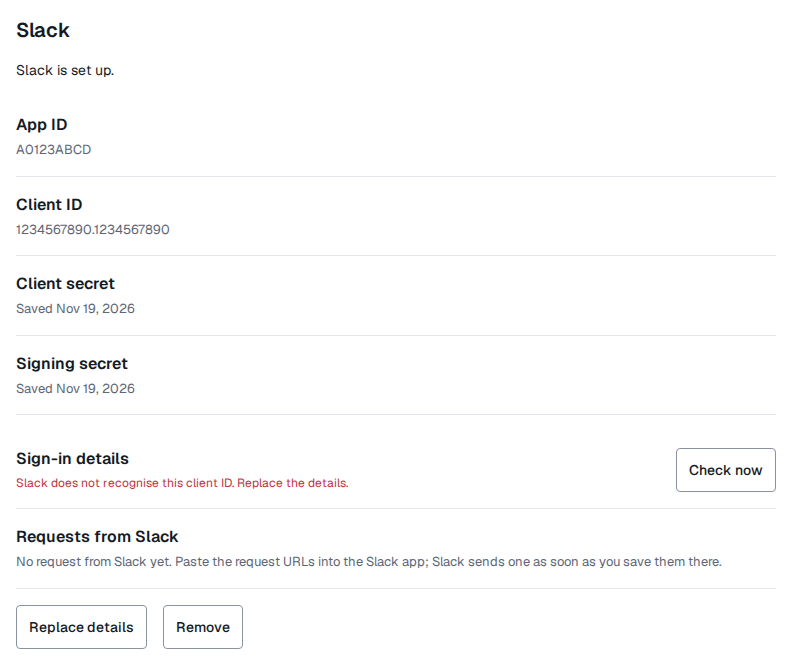 Slack
Slack is set up.
App ID
A0123ABCD
Client ID
1234567890.1234567890
Client secret
Saved Nov 19, 2026
Signing secret
Saved Nov 19, 2026
Sign-in details
Slack does not recognise this client ID. Replace the details.
Check now
Requests from Slack
No request from Slack yet. Paste the request URLs into the Slack app; Slack sends one as soon as you save them there.
Replace details
Remove